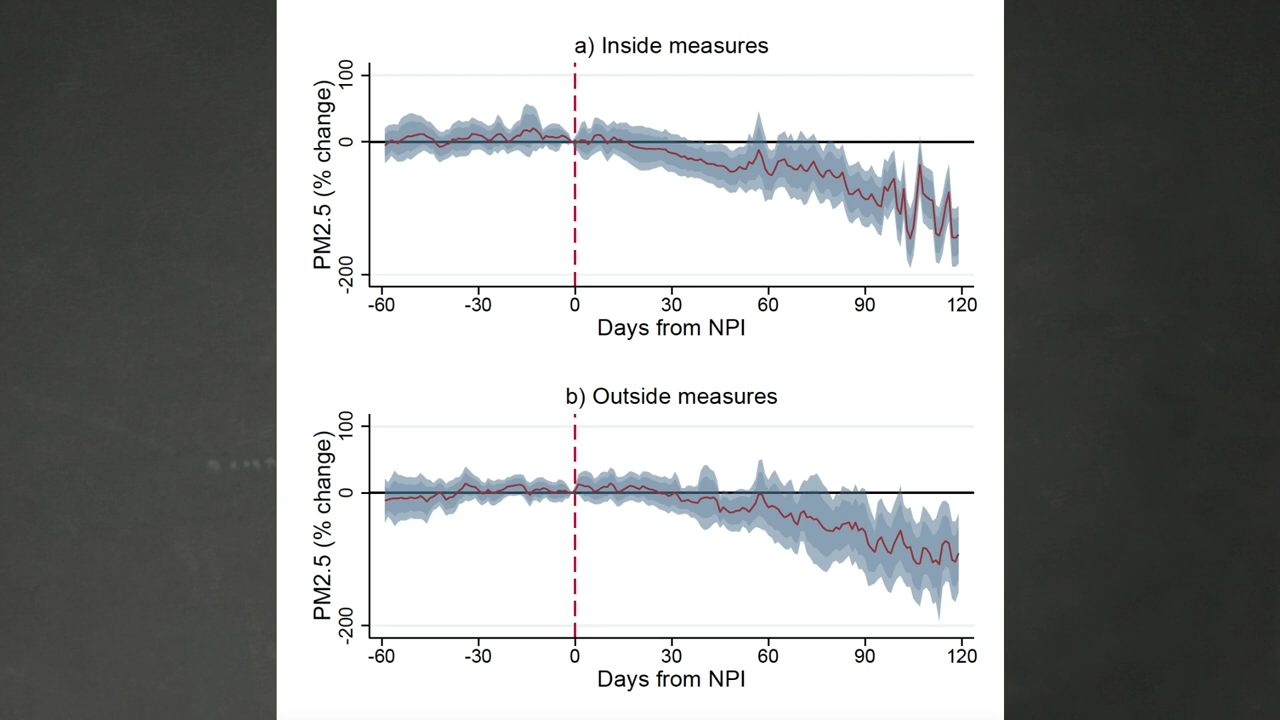 a) Inside measures
100
0
-200
PM2.5 (% change)
-60 -30 0 30 60 90 120
Days from NPI
b) Outside measures
100
0
-200
PM2.5 (% change)
-60 -30 0 30 60 90 120
Days from NPI